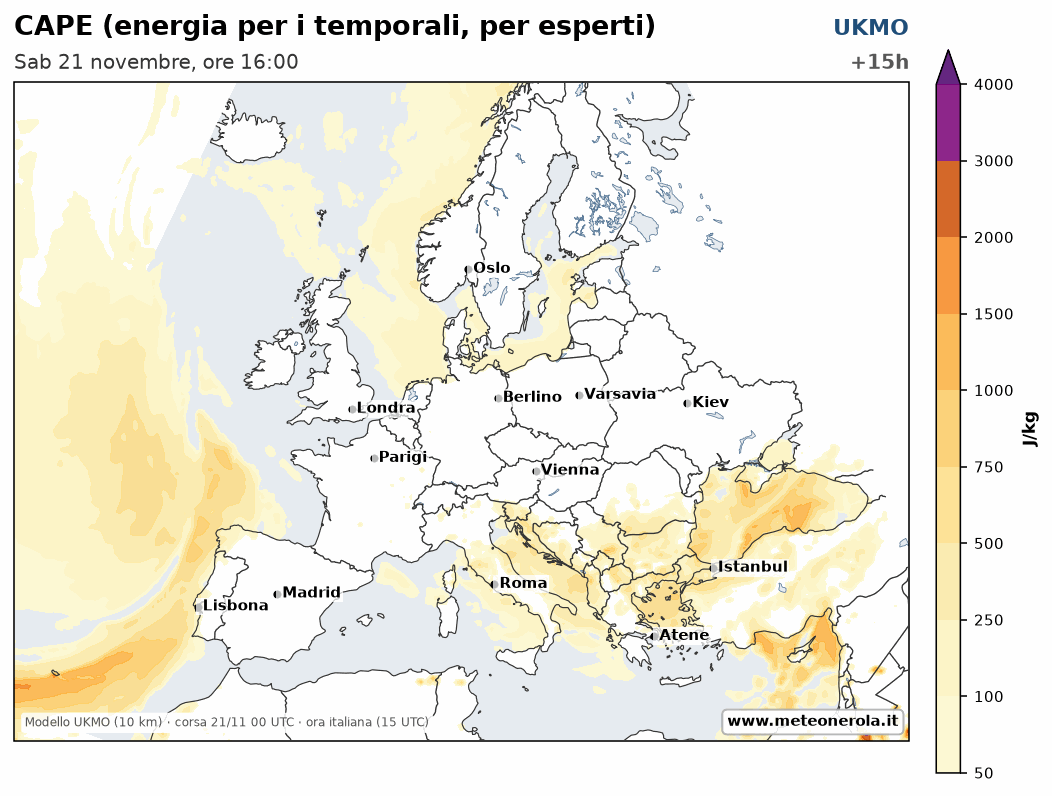 CAPE (energia per i temporali, per esperti)
UKMO
Sab 21 novembre, ore 16:00
+15h
4000
3000
2000
1500
1000
750
500
250
100
50
J/kg
Oslo
Berlino
Varsavia
Kiev
Londra
Parigi
Vienna
Istanbul
Roma
Madrid
Lisbona
Atene
Modello UKMO (10 km) · corsa 21/11 00 UTC · ora italiana (15 UTC)
www.meteonerola.it